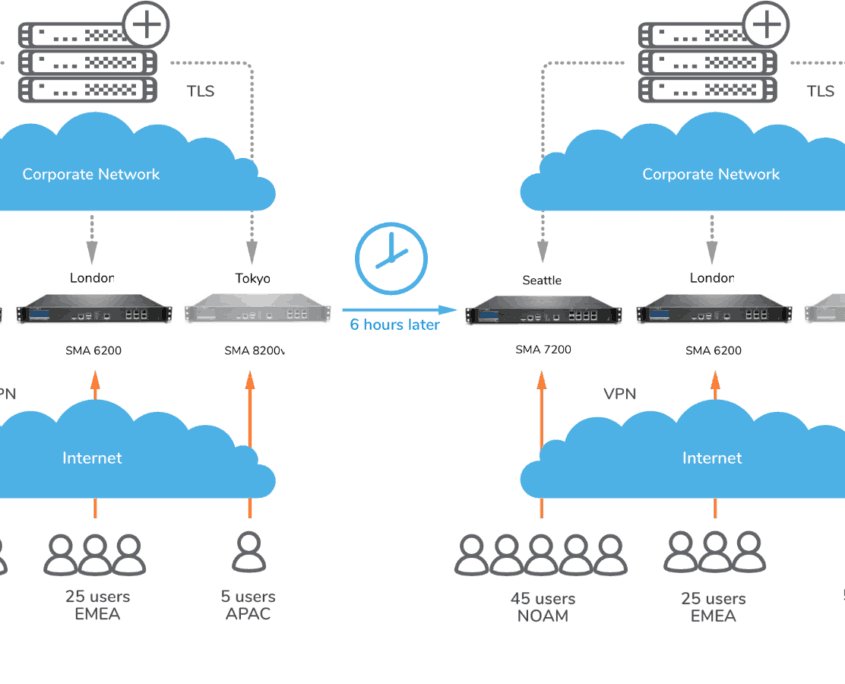 TLS
TLS
Corporate Network
Corporate Network
London
Tokyo
Seattle
London
6 hours later
SMA 6200
SMA 8200v
SMA 7200
SMA 6200
PN
VPN
Internet
Internet
25 users
EMEA
5 users
APAC
45 users
NOAM
25 users
EMEA